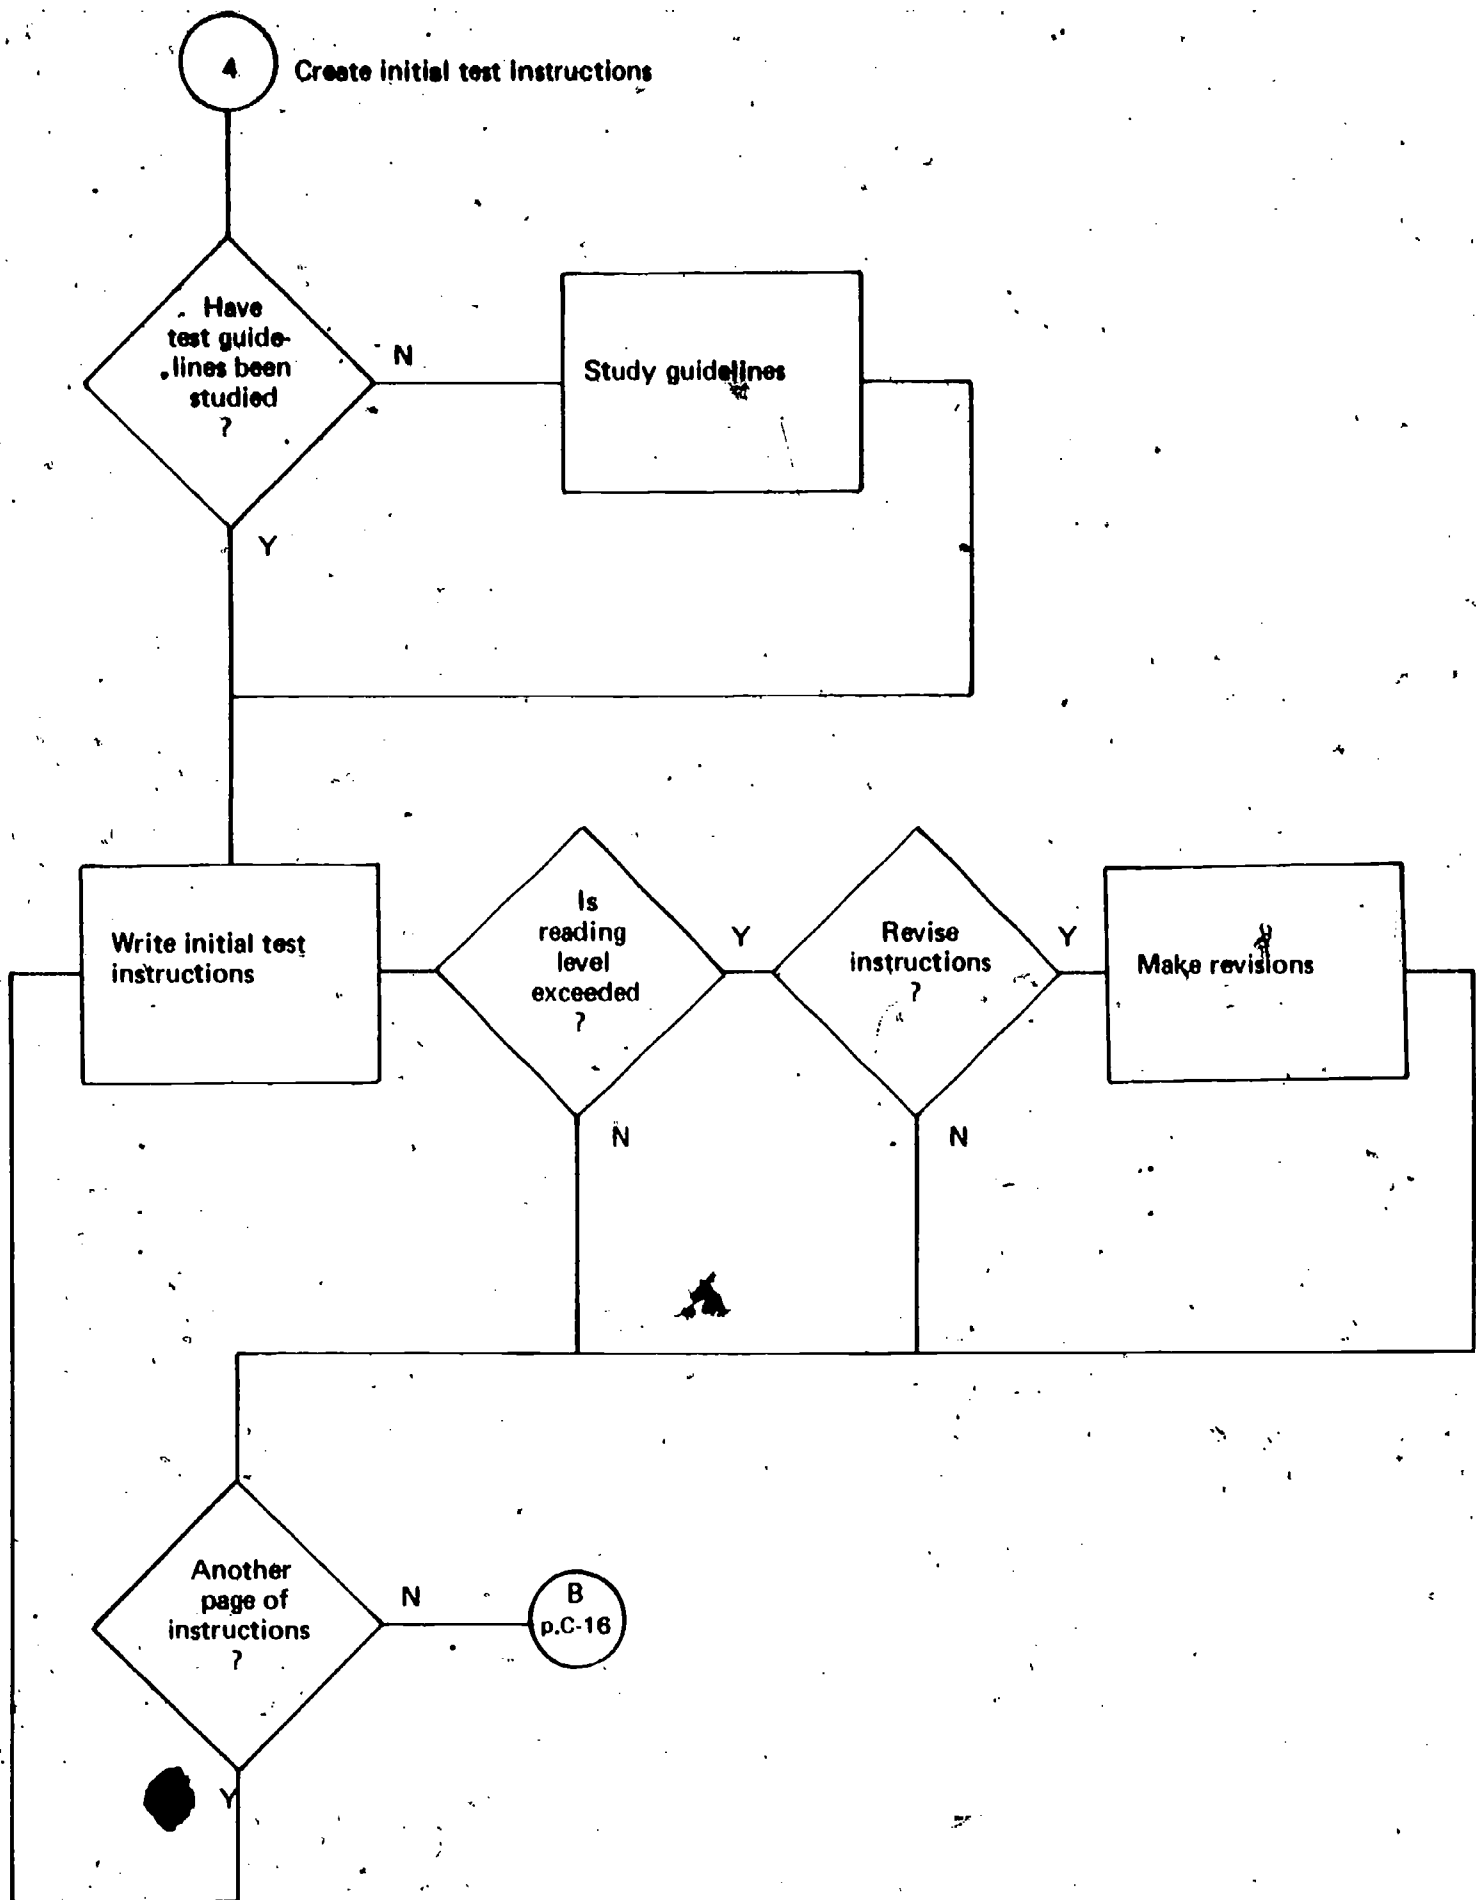 4
Create initial test instructions
Have
test guide-
lines been
studied
?
N
Study guidelines
Y
Write initial test
instructions
Is
reading
level
exceeded
?
Y
Revise
instructions
?
Y
Make revisions
N
N
Another
page of
instructions
?
N
B
p.C-16
Y